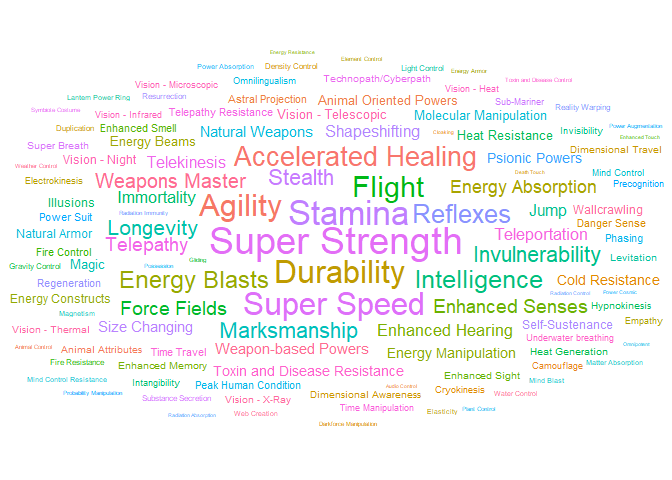 Energy Resistance
Element Control
Power Absorption
Density Control
Light Control
Energy Armor
Technopath/Cyberpath
Toxin and Disease Control
Vision - Microscopic
Omnilingualism
Vision - Heat
Lantern Power Ring
Resurrection
Astral Projection
Animal Oriented Powers
Sub-Mariner
Reality Warping
Symbiote Costume
Vision - Infrared
Telepathy Resistance
Vision - Telescopic
Molecular Manipulation
Duplication
Enhanced Smell
Natural Weapons
Shapeshifting
Cloaking
Heat Resistance
Invisibility
Power Augmentation
Enhanced Touch
Super Breath
Energy Beams
Dimensional Travel
Vision - Night
Telekinesis
Accelerated Healing
Psionic Powers
Weather Control
Death Touch
Mind Control
Electrokinesis
Weapons Master
Stealth
Flight
Energy Absorption
Precognition
Illusions
Immortality
Agility
Stamina
Reflexes
Jump
Wallcrawling
Power Suit
Radiation Immunity
Danger Sense
Natural Armor
Longevity
Super Strength
Teleportation
Phasing
Fire Control
Telepathy
Invulnerability
Levitation
Gravity Control
Magic
Possession
Gliding
Durability
Regeneration
Energy Blasts
Intelligence
Cold Resistance
Energy Constructs
Radiation Control
Power Cosmic
Magnetism
Force Fields
Super Speed
Enhanced Senses
Hypnokinesis
Vision - Thermal
Size Changing
Marksmanship
Enhanced Hearing
Self-Sustenance
Empathy
Underwater breathing
Omnipotent
Animal Control
Animal Attributes
Time Travel
Weapon-based Powers
Energy Manipulation
Heat Generation
Fire Resistance
Enhanced Memory
Toxin and Disease Resistance
Enhanced Sight
Camouflage
Matter Absorption
Mind Control Resistance
Intangibility
Peak Human Condition
Audio Control
Cryokinesis
Mind Blast
Probability Manipulation
Substance Secretion
Vision - X-Ray
Dimensional Awareness
Water Control
Radiation Absorption
Web Creation
Time Manipulation
Elasticity
Plant Control
Darkforce Manipulation